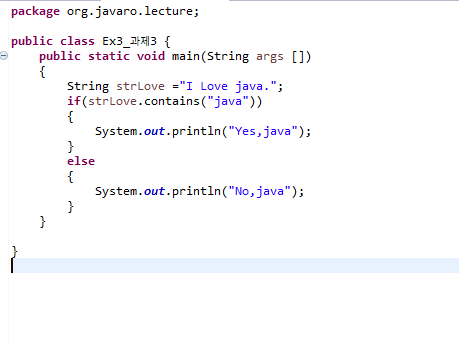 package org.javaro.lecture;
public class Ex3_과제3 {
public static void main(String args [])
{
String strLove ="I Love java.";
if(strLove.contains("java"))
{
System.out.println("Yes,java");
}
else
{
System.out.println("No,java");
}
}
}